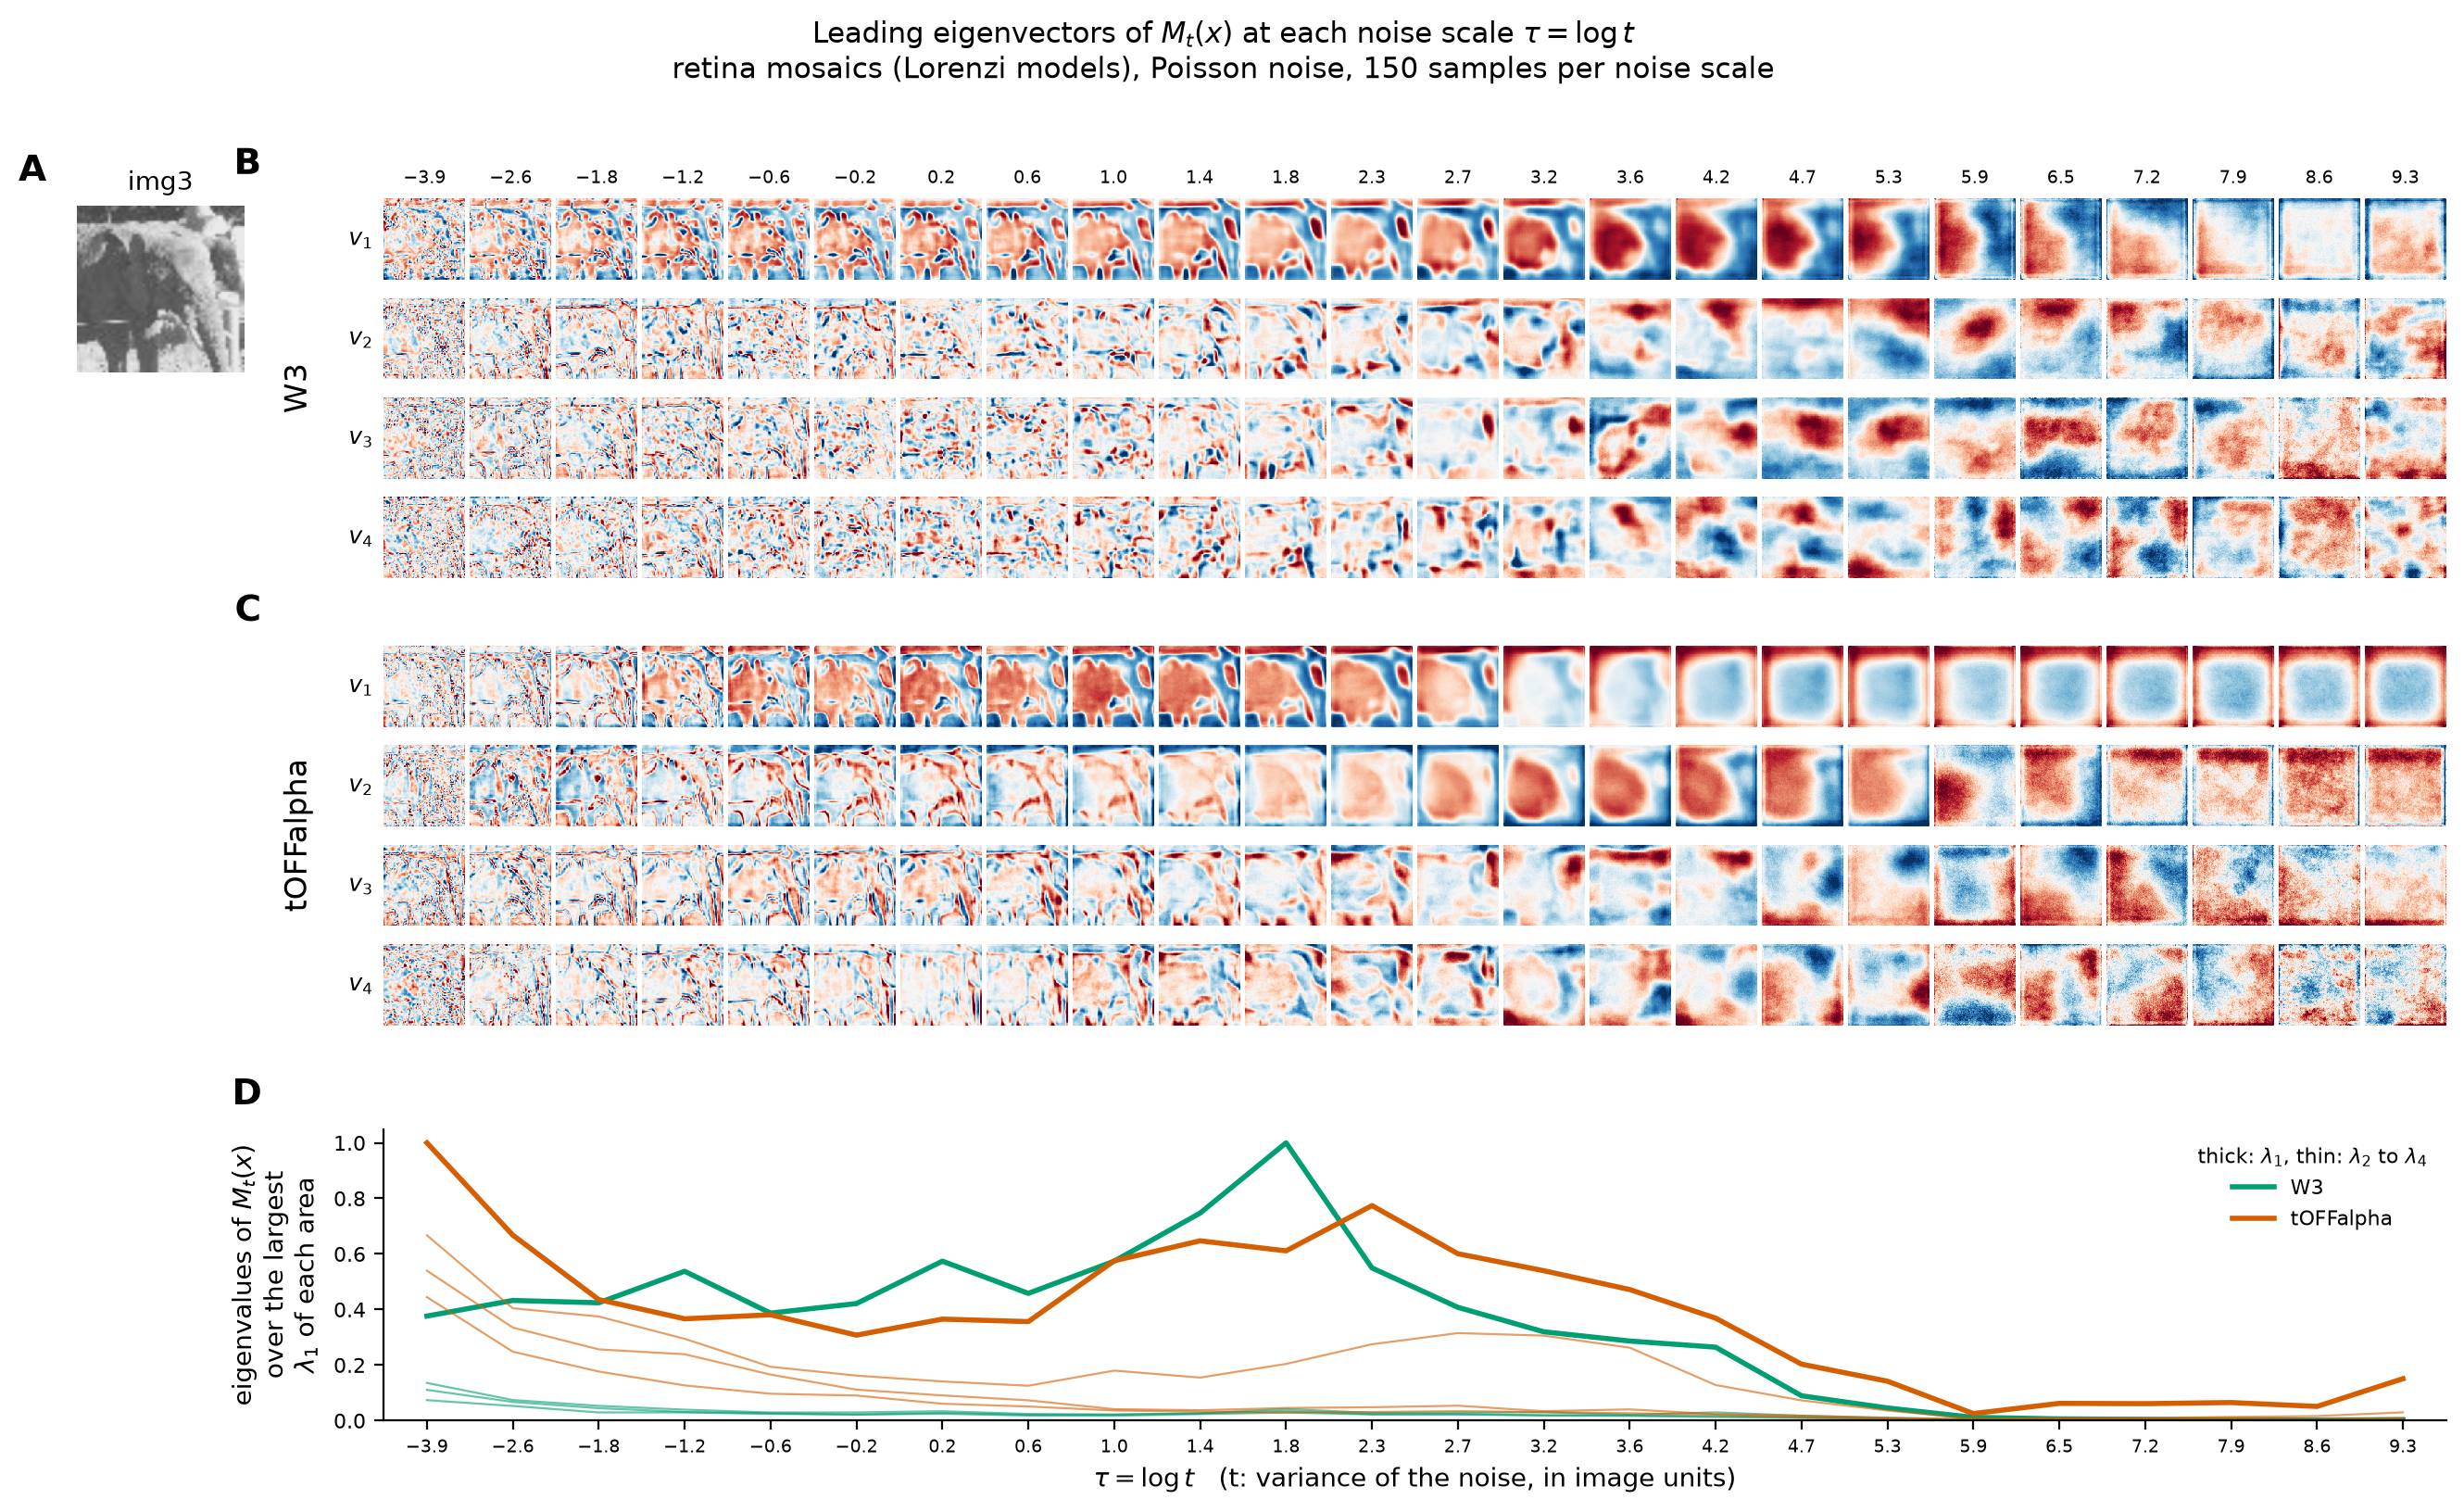 Leading eigenvectors of Mₜ(x) at each noise scale τ = log t
retina mosaics (Lorenzi models), Poisson noise, 150 samples per noise scale
A
img3
B
−3.9 −2.6 −1.8 −1.2 −0.6 −0.2 0.2 0.6 1.0 1.4 1.8 2.3 2.7 3.2 3.6 4.2 4.7 5.3 5.9 6.5 7.2 7.9 8.6 9.3
W3
v₁
v₂
v₃
v₄
C
tOFFalpha
v₁
v₂
v₃
v₄
D
eigenvalues of Mₜ(x)
over the largest
λ₁ of each area
1.0
0.8
0.6
0.4
0.2
0.0
thick: λ₁, thin: λ₂ to λ₄
W3
tOFFalpha
−3.9 −2.6 −1.8 −1.2 −0.6 −0.2 0.2 0.6 1.0 1.4 1.8 2.3 2.7 3.2 3.6 4.2 4.7 5.3 5.9 6.5 7.2 7.9 8.6 9.3
τ = log t (t: variance of the noise, in image units)